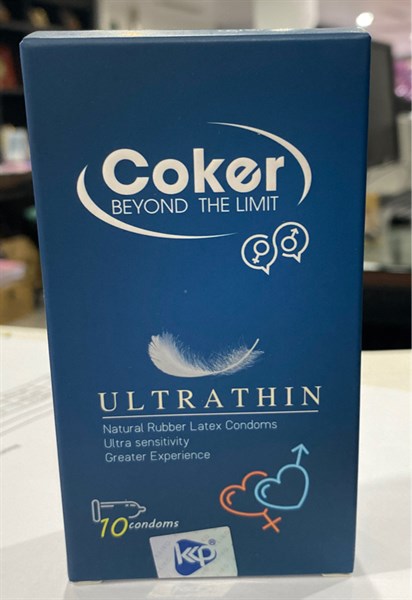 Coker
BEYOND THE LIMIT
ULTRATHIN
Natural Rubber Latex Condoms
Ultra sensitivity
Greater Experience
10 condoms
kkp®